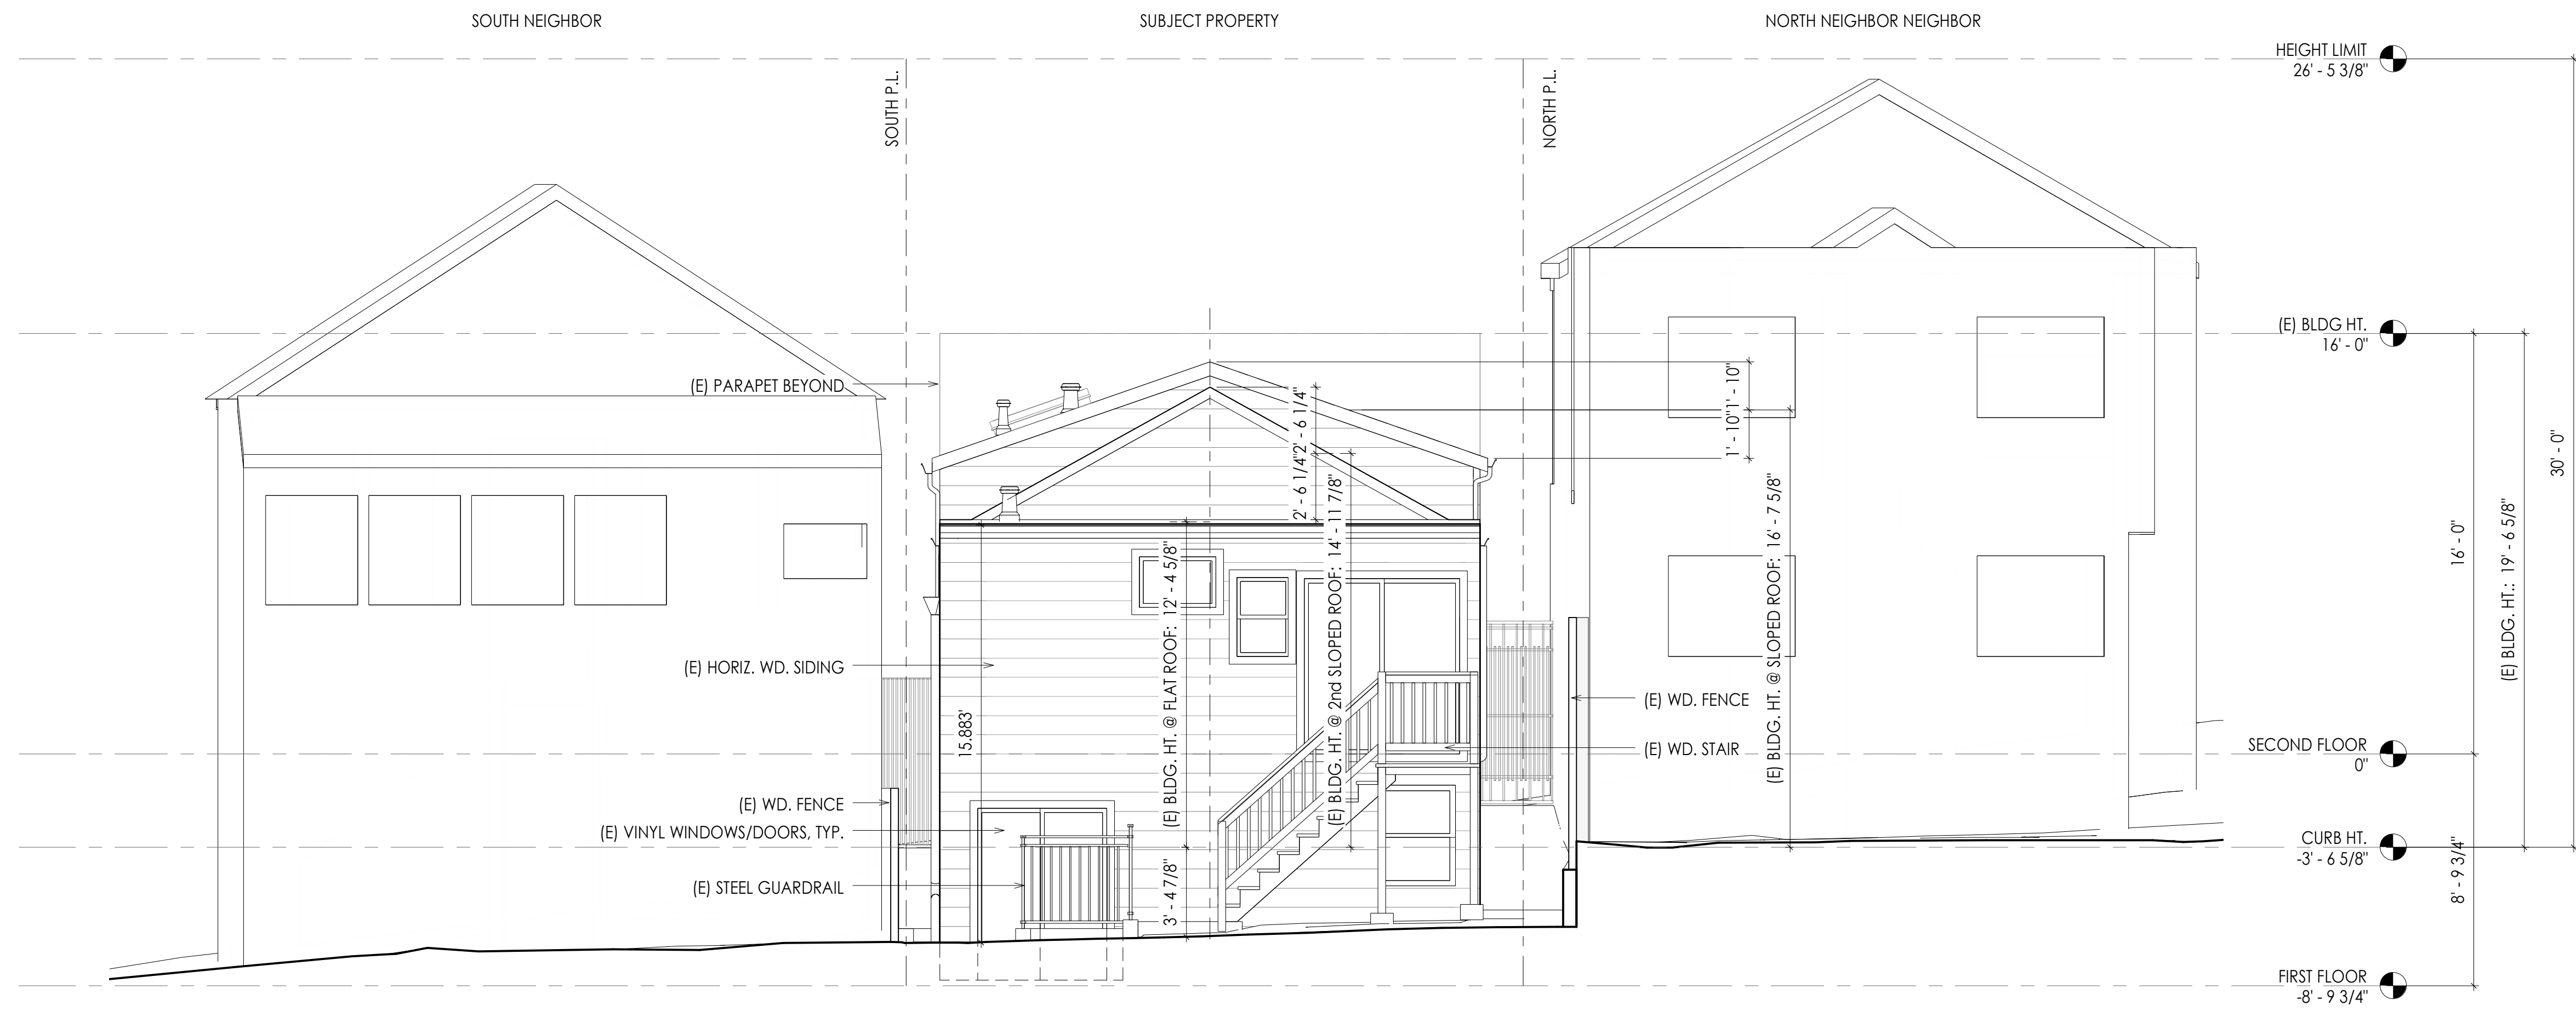 SOUTH NEIGHBOR
SUBJECT PROPERTY
NORTH NEIGHBOR NEIGHBOR
HEIGHT LIMIT
26' - 5 3/8"
SOUTH P.L.
NORTH P.L.
(E) BLDG HT.
16' - 0"
(E) PARAPET BEYOND
1' - 10"
1' - 10"
2' - 6 1/4"
2' - 6 1/4"
(E) BLDG. HT. @ FLAT ROOF: 12' - 4 5/8"
(E) BLDG. HT. @ 2nd SLOPED ROOF: 14' - 11 7/8"
(E) BLDG. HT. @ SLOPED ROOF: 16' - 7 5/8"
16' - 0"
(E) BLDG. HT.: 19' - 6 5/8"
30' - 0"
(E) HORIZ. WD. SIDING
15.883'
(E) WD. FENCE
(E) WD. STAIR
SECOND FLOOR
0"
(E) WD. FENCE
(E) VINYL WINDOWS/DOORS, TYP.
CURB HT.
-3' - 6 5/8"
(E) STEEL GUARDRAIL
3' - 4 7/8"
8' - 9 3/4"
FIRST FLOOR
-8' - 9 3/4"